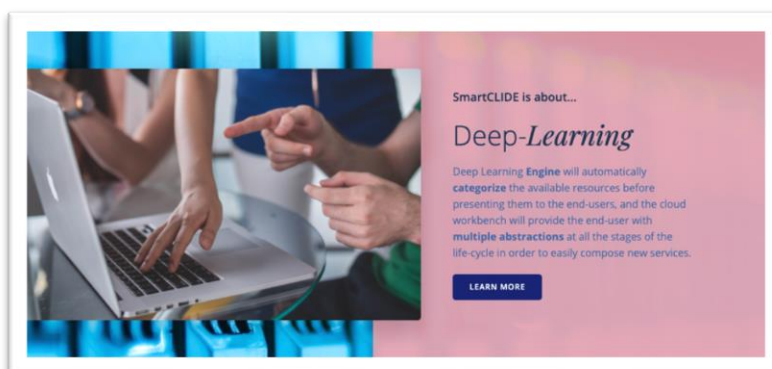 SmartCLIDE is about...
Deep-Learning
Deep Learning Engine will automatically
categorize the available resources before
presenting them to the end-users, and the cloud
workbench will provide the end-user with
multiple abstractions at all the stages of the
life-cycle in order to easily compose new services.
LEARN MORE